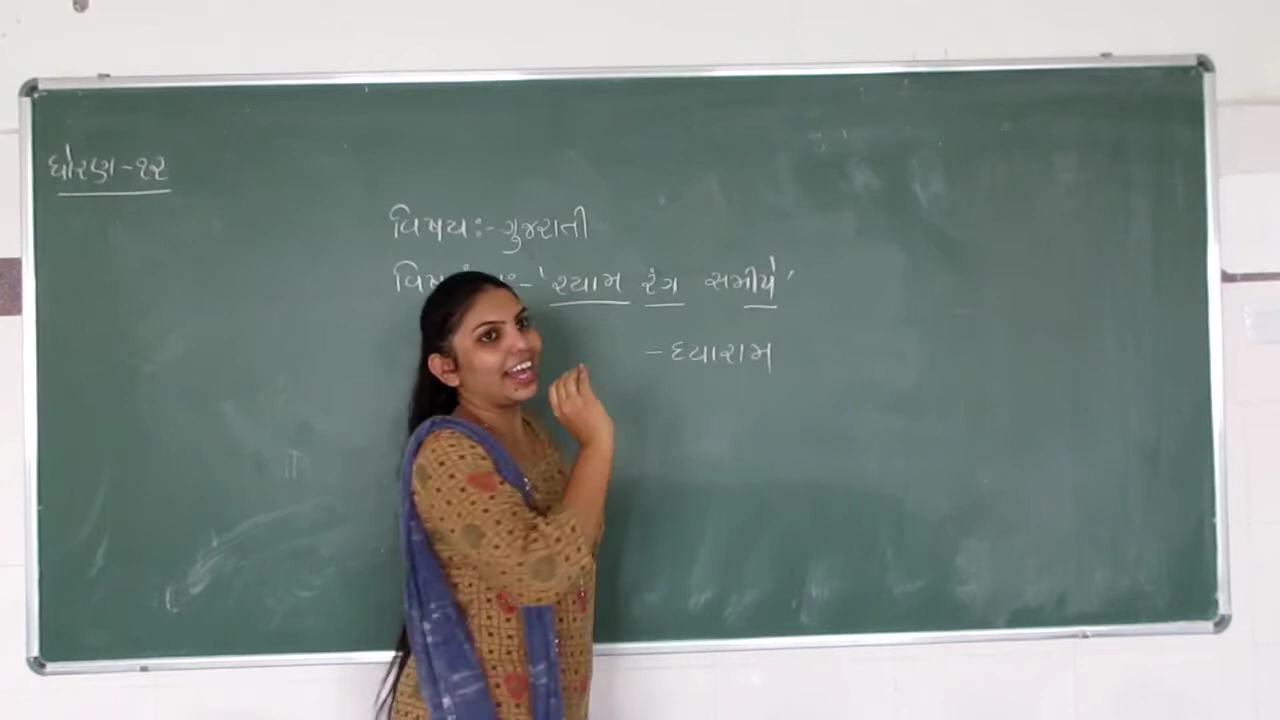 ધોરણ - ૧૨
વિષય :- ગુજરાતી
:- 'શ્યામ રંગ સમીપે'
- દયારામ